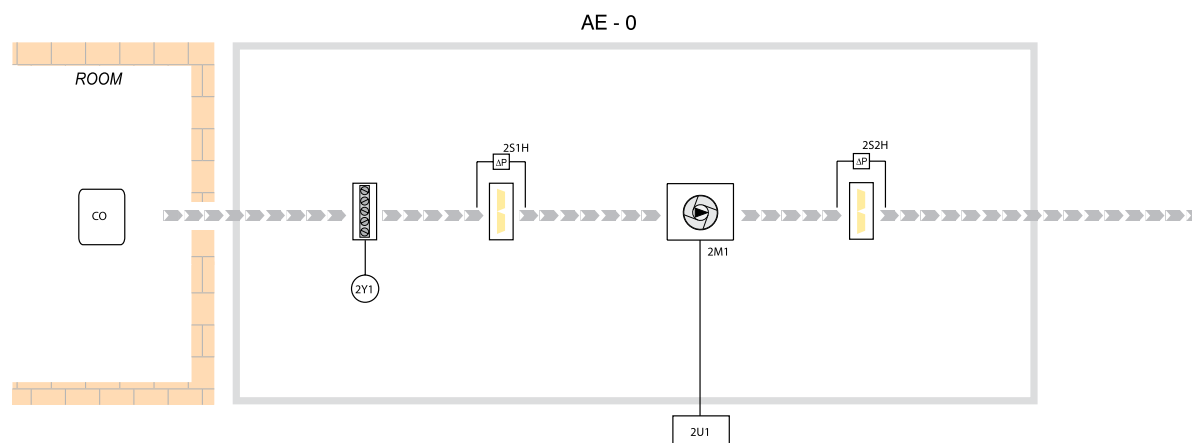 AE - 0
ROOM
2S1H
ΔP
2S2H
ΔP
CO
2M1
2Y1
2U1